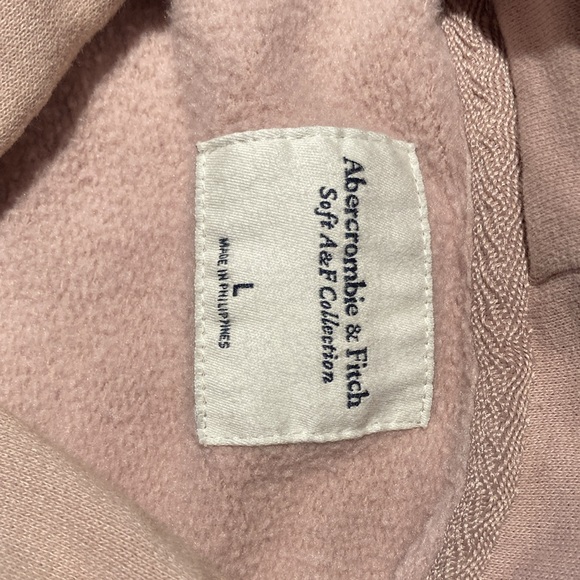 Abercrombie & Fitch
Soft A&F Collection
L
MADE IN PHILIPPINES